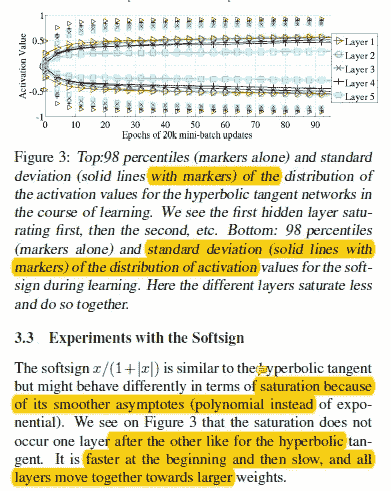 Activation Value
1
0.5
0
-0.5
-1
0 10 20 30 40 50 60 70 80 90
Epochs of 20k mini-batch updates
Layer 1
Layer 2
Layer 3
Layer 4
Layer 5
Figure 3: Top:98 percentiles (markers alone) and standard
deviation (solid lines with markers) of the distribution of
the activation values for the hyperbolic tangent networks in
the course of learning. We see the first hidden layer satu-
rating first, then the second, etc. Bottom: 98 percentiles
(markers alone) and standard deviation (solid lines with
markers) of the distribution of activation values for the soft-
sign during learning. Here the different layers saturate less
and do so together.
3.3 Experiments with the Softsign
The softsign x/(1+|x|) is similar to the hyperbolic tangent
but might behave differently in terms of saturation because
of its smoother asymptotes (polynomial instead of expo-
nential). We see on Figure 3 that the saturation does not
occur one layer after the other like for the hyperbolic tan-
gent. It is faster at the beginning and then slow, and all
layers move together towards larger weights.